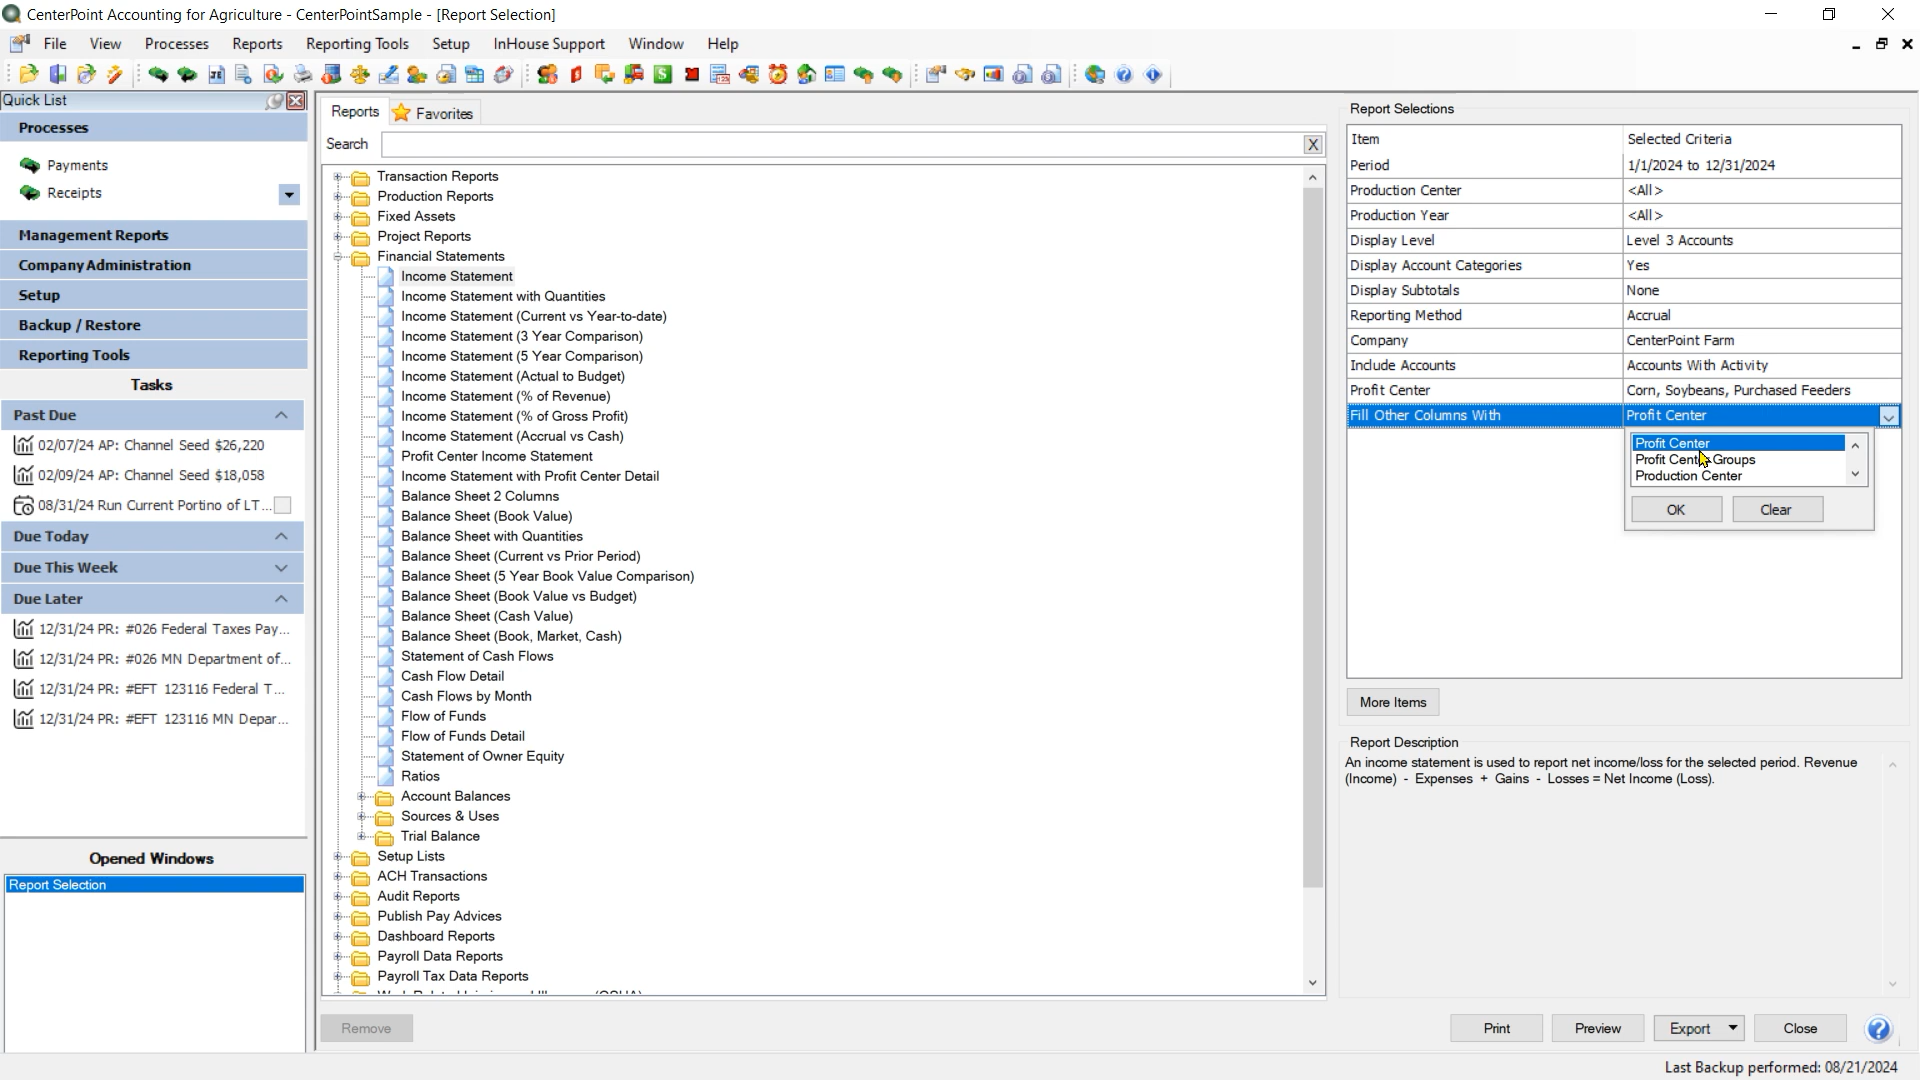 CenterPoint Accounting for Agriculture - CenterPointSample - [Report Selection]
File View Processes Reports Reporting Tools Setup InHouse Support Window Help
Quick List
Processes
Payments
Receipts
Management Reports
Company Administration
Setup
Backup / Restore
Reporting Tools
Tasks
Past Due
02/07/24 AP: Channel Seed $26,220
02/09/24 AP: Channel Seed $18,058
08/31/24 Run Current Portino of LT...
Due Today
Due This Week
Due Later
12/31/24 PR: #026 Federal Taxes Pay...
12/31/24 PR: #026 MN Department of...
12/31/24 PR: #EFT 123116 Federal T...
12/31/24 PR: #EFT 123116 MN Depar...
Opened Windows
Report Selection
Reports Favorites
Search X
Transaction Reports
Production Reports
Fixed Assets
Project Reports
Financial Statements
Income Statement
Income Statement with Quantities
Income Statement (Current vs Year-to-date)
Income Statement (3 Year Comparison)
Income Statement (5 Year Comparison)
Income Statement (Actual to Budget)
Income Statement (% of Revenue)
Income Statement (% of Gross Profit)
Income Statement (Accrual vs Cash)
Profit Center Income Statement
Income Statement with Profit Center Detail
Balance Sheet 2 Columns
Balance Sheet (Book Value)
Balance Sheet with Quantities
Balance Sheet (Current vs Prior Period)
Balance Sheet (5 Year Book Value Comparison)
Balance Sheet (Book Value vs Budget)
Balance Sheet (Cash Value)
Balance Sheet (Book, Market, Cash)
Statement of Cash Flows
Cash Flow Detail
Cash Flows by Month
Flow of Funds
Flow of Funds Detail
Statement of Owner Equity
Ratios
Account Balances
Sources & Uses
Trial Balance
Setup Lists
ACH Transactions
Audit Reports
Publish Pay Advices
Dashboard Reports
Payroll Data Reports
Payroll Tax Data Reports
Remove
Report Selections
Item Selected Criteria
Period 1/1/2024 to 12/31/2024
Production Center <All>
Production Year <All>
Display Level Level 3 Accounts
Display Account Categories Yes
Display Subtotals None
Reporting Method Accrual
Company CenterPoint Farm
Include Accounts Accounts With Activity
Profit Center Corn, Soybeans, Purchased Feeders
Fill Other Columns With Profit Center
Profit Center
Profit Center Groups
Production Center
OK Clear
More Items
Report Description
An income statement is used to report net income/loss for the selected period. Revenue
(Income) - Expenses + Gains - Losses = Net Income (Loss).
Print Preview Export Close
Last Backup performed: 08/21/2024